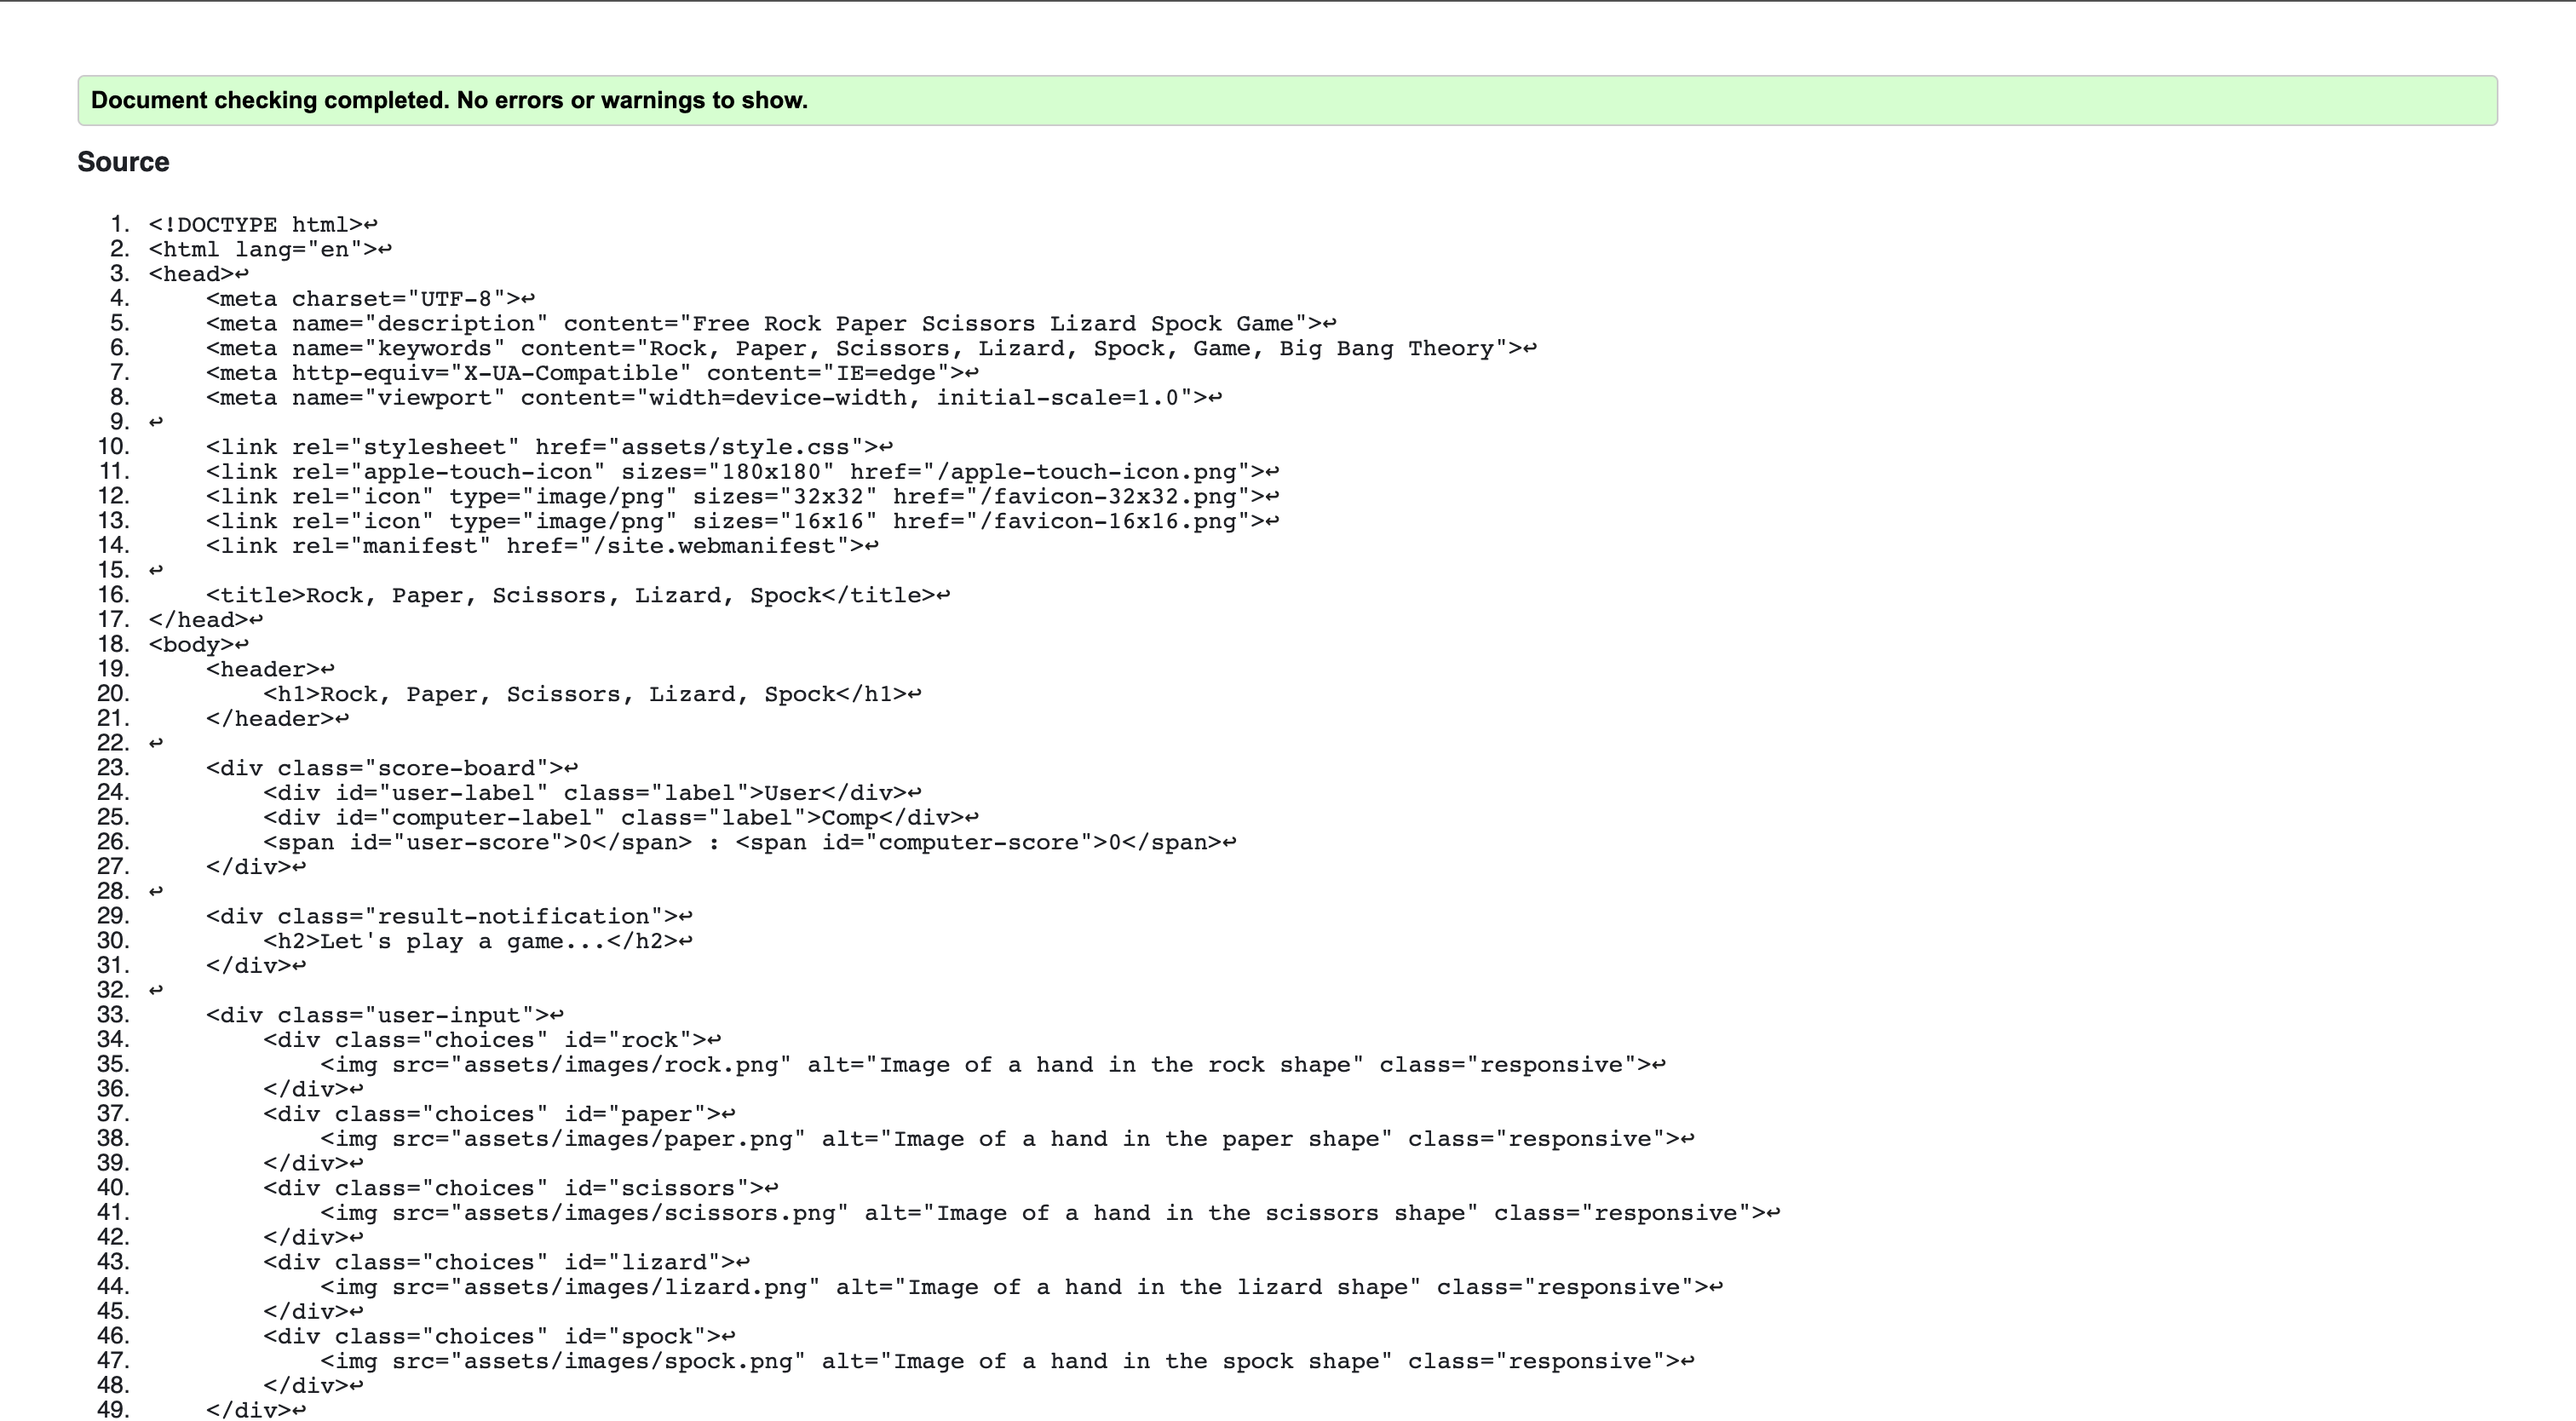 Document checking completed. No errors or warnings to show.
Source
1. <!DOCTYPE html>↩
2. <html lang="en">↩
3. <head>↩
4.     <meta charset="UTF-8">↩
5.     <meta name="description" content="Free Rock Paper Scissors Lizard Spock Game">↩
6.     <meta name="keywords" content="Rock, Paper, Scissors, Lizard, Spock, Game, Big Bang Theory">↩
7.     <meta http-equiv="X-UA-Compatible" content="IE=edge">↩
8.     <meta name="viewport" content="width=device-width, initial-scale=1.0">↩
9. ↩
10.     <link rel="stylesheet" href="assets/style.css">↩
11.     <link rel="apple-touch-icon" sizes="180x180" href="/apple-touch-icon.png">↩
12.     <link rel="icon" type="image/png" sizes="32x32" href="/favicon-32x32.png">↩
13.     <link rel="icon" type="image/png" sizes="16x16" href="/favicon-16x16.png">↩
14.     <link rel="manifest" href="/site.webmanifest">↩
15. ↩
16.     <title>Rock, Paper, Scissors, Lizard, Spock</title>↩
17. </head>↩
18. <body>↩
19.     <header>↩
20.         <h1>Rock, Paper, Scissors, Lizard, Spock</h1>↩
21.     </header>↩
22. ↩
23.     <div class="score-board">↩
24.         <div id="user-label" class="label">User</div>↩
25.         <div id="computer-label" class="label">Comp</div>↩
26.         <span id="user-score">0</span> : <span id="computer-score">0</span>↩
27.     </div>↩
28. ↩
29.     <div class="result-notification">↩
30.         <h2>Let's play a game...</h2>↩
31.     </div>↩
32. ↩
33.     <div class="user-input">↩
34.         <div class="choices" id="rock">↩
35.             <img src="assets/images/rock.png" alt="Image of a hand in the rock shape" class="responsive">↩
36.         </div>↩
37.         <div class="choices" id="paper">↩
38.             <img src="assets/images/paper.png" alt="Image of a hand in the paper shape" class="responsive">↩
39.         </div>↩
40.         <div class="choices" id="scissors">↩
41.             <img src="assets/images/scissors.png" alt="Image of a hand in the scissors shape" class="responsive">↩
42.         </div>↩
43.         <div class="choices" id="lizard">↩
44.             <img src="assets/images/lizard.png" alt="Image of a hand in the lizard shape" class="responsive">↩
45.         </div>↩
46.         <div class="choices" id="spock">↩
47.             <img src="assets/images/spock.png" alt="Image of a hand in the spock shape" class="responsive">↩
48.         </div>↩
49.     </div>↩